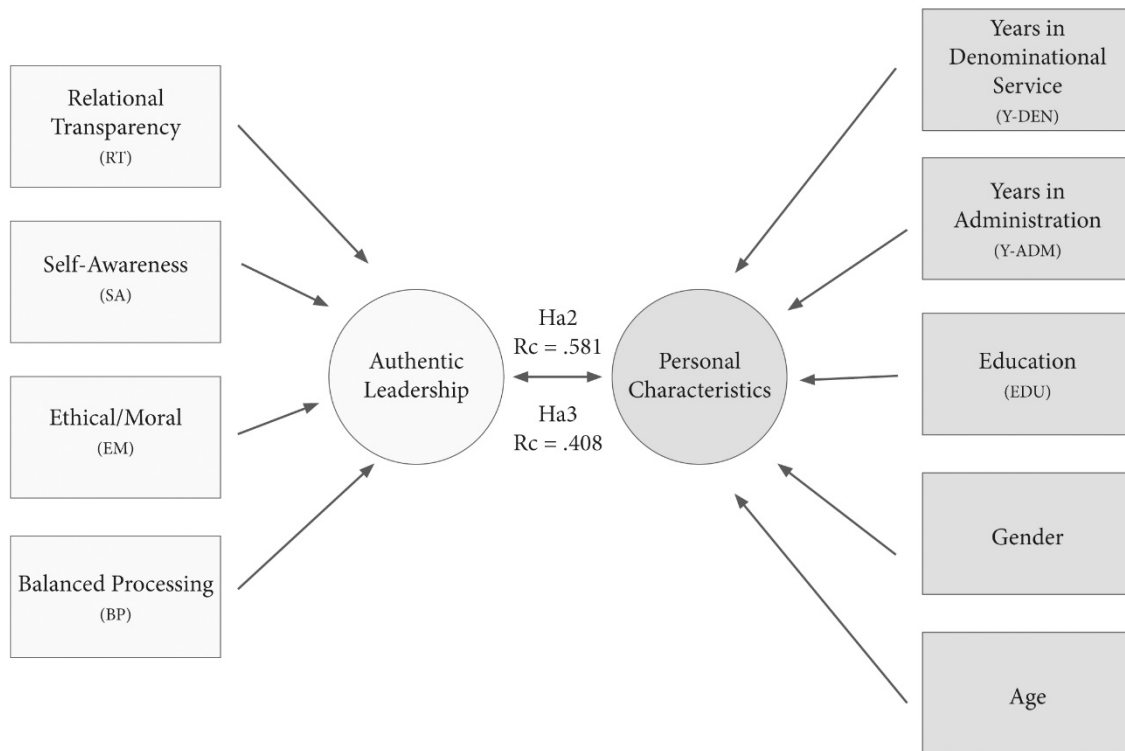 Relational
Transparency
(RT)
Self-Awareness
(SA)
Ethical/Moral
(EM)
Balanced Processing
(BP)
Authentic
Leadership
Ha2
Rc = .581
Ha3
Rc = .408
Personal
Characteristics
Years in
Denominational
Service
(Y-DEN)
Years in
Administration
(Y-ADM)
Education
(EDU)
Gender
Age